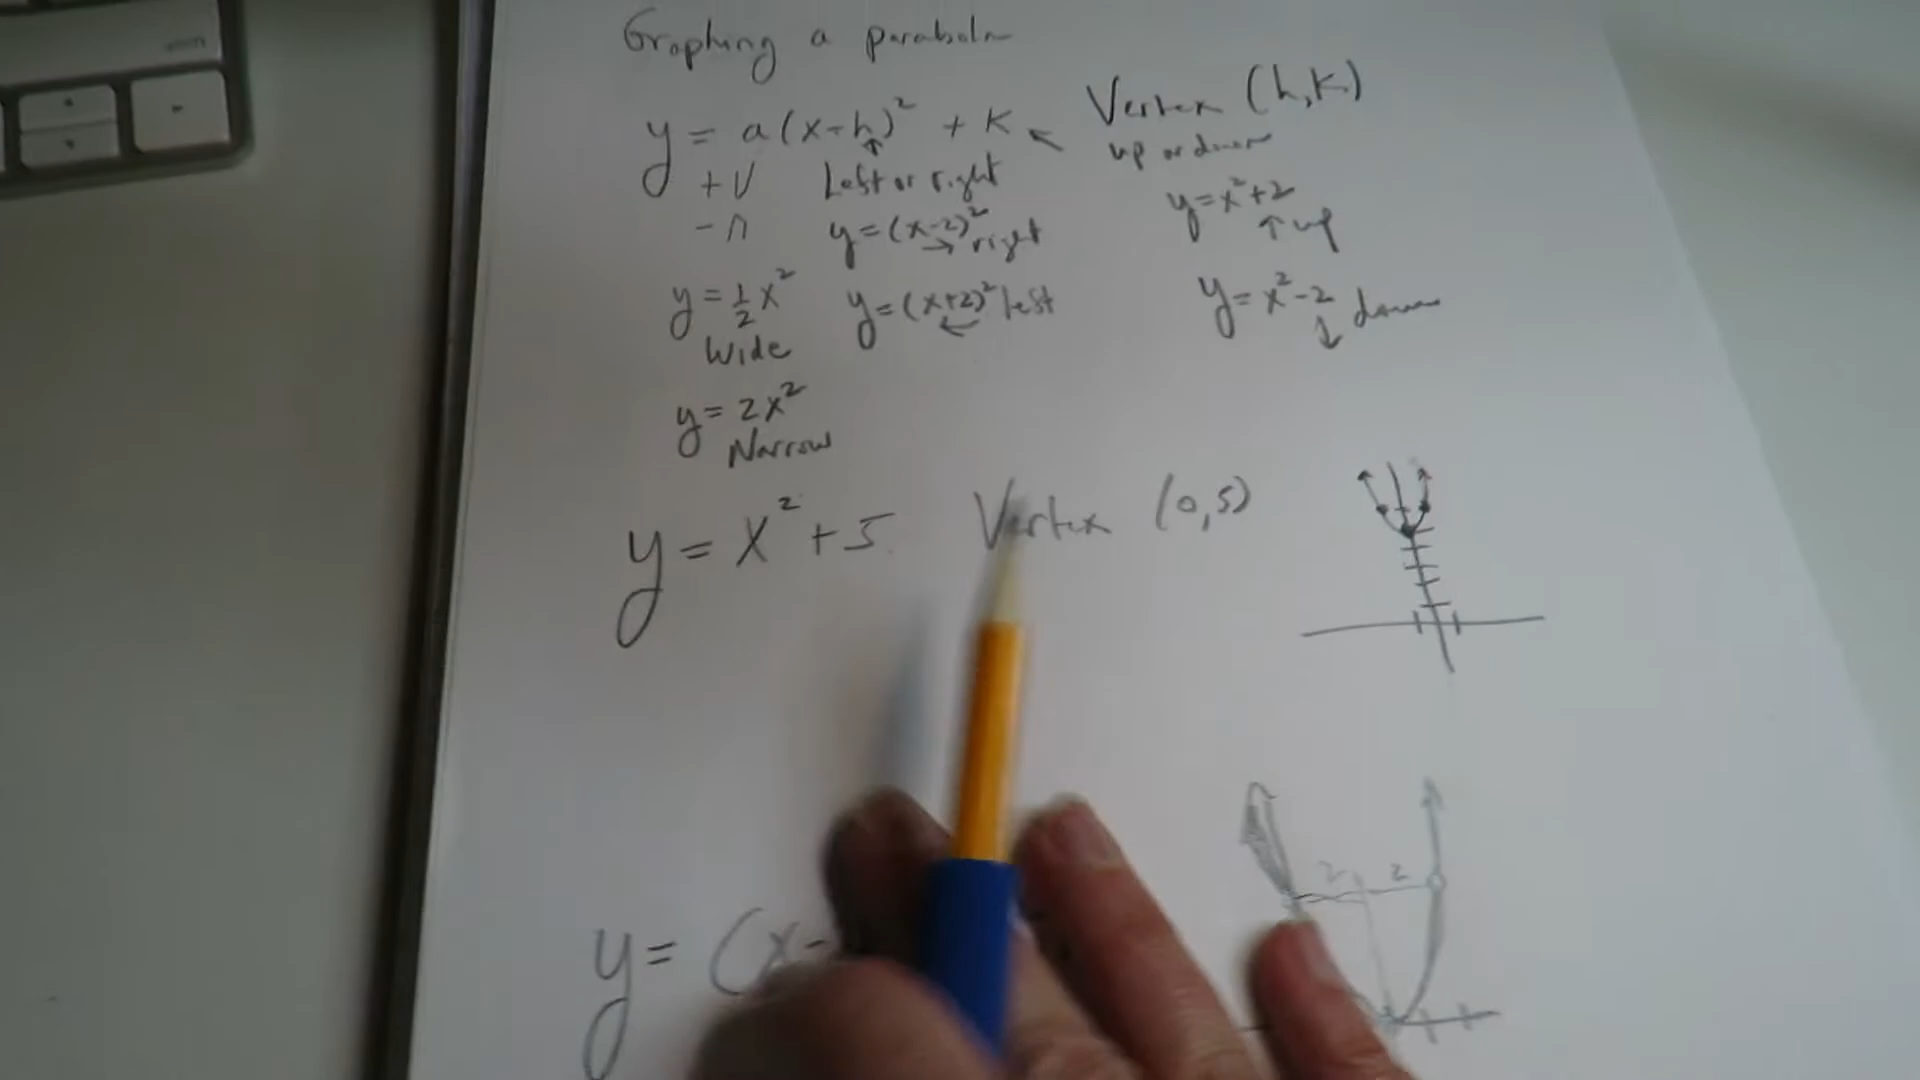 Graphing a parabola
y = a(x-h)² + k
Vertex (h,k)
up or down
+ V
- Λ
Left or right
y=(x-2)²
→ right
y=(x+2)² left
←
y=x²+2
↑ up
y=x²-2 down
↓
y=½x²
Wide
y=2x²
Narrow
y=x²+5
Vertex (0,5)
2 2
y=(x-